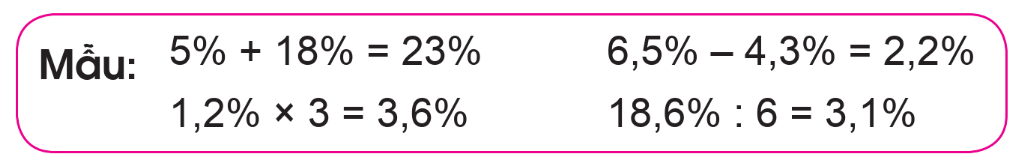 Mẫu: 5% + 18% = 23% 6,5% – 4,3% = 2,2%
1,2% × 3 = 3,6% 18,6% : 6 = 3,1%